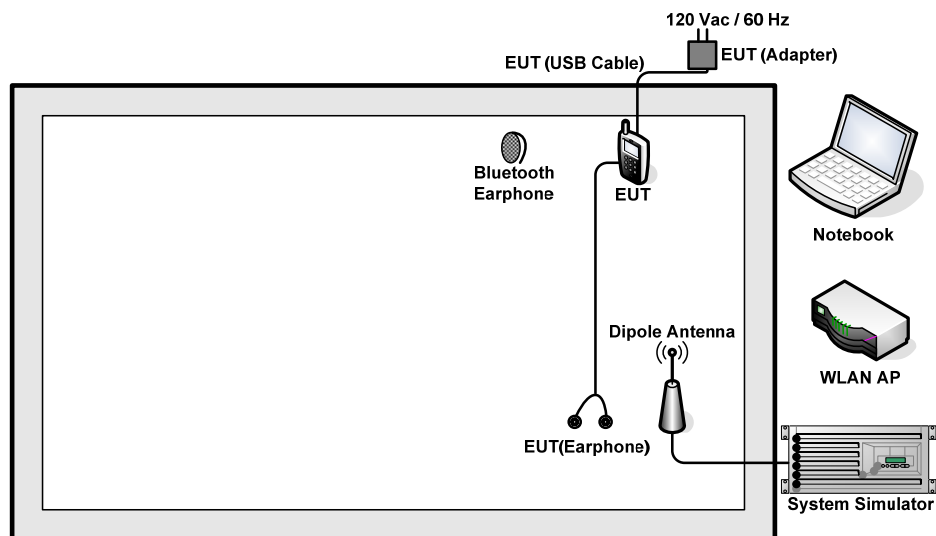 120 Vac / 60 Hz
EUT (USB Cable)
EUT (Adapter)
Bluetooth
Earphone
EUT
Notebook
Dipole Antenna
WLAN AP
EUT(Earphone)
System Simulator